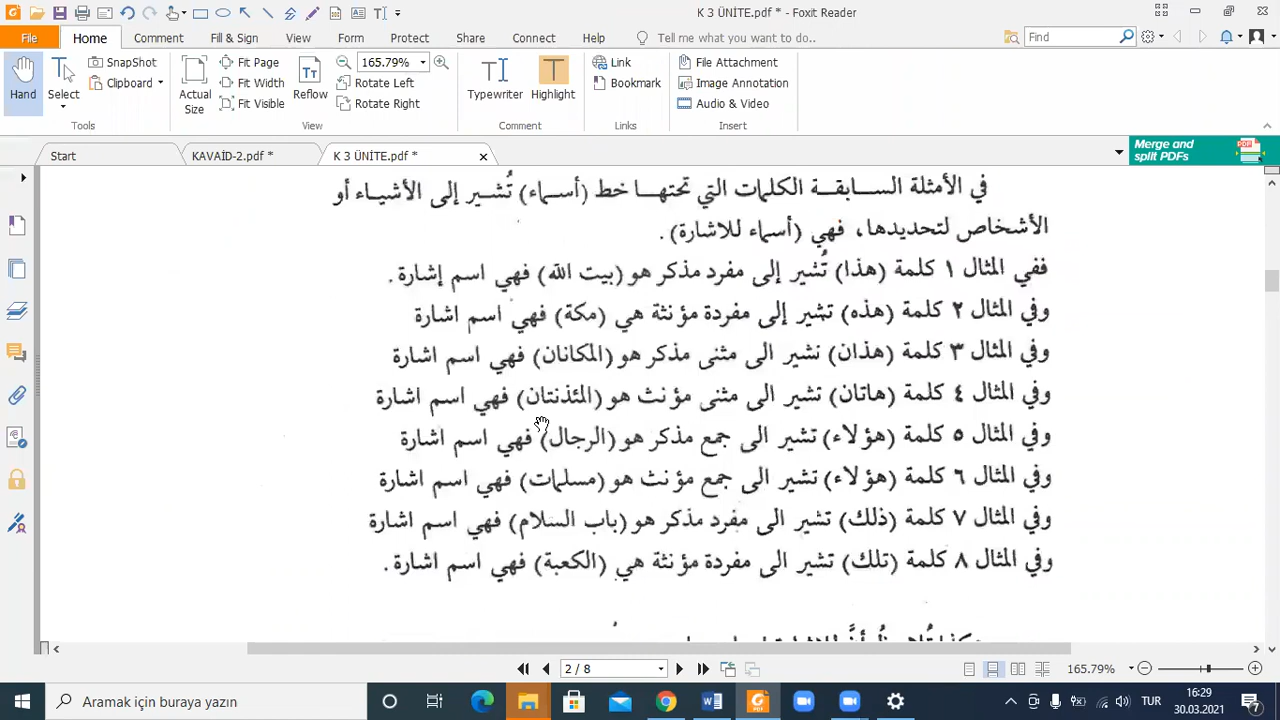 K 3 ÜNİTE.pdf * - Foxit Reader
File Home Comment Fill & Sign View Form Protect Share Connect Help Tell me what you want to do.. Find
Hand Select SnapShot Clipboard Actual Size Fit Page Fit Width Fit Visible Reflow 165.79% Rotate Left Rotate Right Typewriter Highlight Link Bookmark File Attachment Image Annotation Audio & Video
Tools View Comment Links Insert
Start KAVAİD-2.pdf * K 3 ÜNİTE.pdf * Merge and split PDFs
في الأمثلة السابقة الكلمات التي تحتها خط (أسماء) تُشير إلى الأشياء أو
الأشخاص لتحديدها، فهي (أسماء للاشارة) .
ففي المثال ١ كلمة (هذا) تُشير إلى مفرد مذكر هو (بيت الله) فهي اسم إشارة .
وفي المثال ٢ كلمة (هذه) تشير إلى مفردة مؤنثة هي (مكة) فهي اسم اشارة
وفي المثال ٣ كلمة (هذان) نشير الى مثنى مذكر هو (المكانان) فهي اسم اشارة
وفي المثال ٤ كلمة (هاتان) تشير الى مثنى مؤنث هو (المئذنتان) فهي اسم اشارة
وفي المثال ٥ كلمة (هؤلاء) تشير الى جمع مذكر هو (الرجال) فهي اسم اشارة
وفي المثال ٦ كلمة (هؤلاء) تشير الى جمع مؤنث هو (مسلمات) فهي اسم اشارة
وفي المثال ٧ كلمة (ذلك) تشير الى مفرد مذكر هو (باب السلام) فهي اسم اشارة
وفي المثال ٨ كلمة (تلك) تشير الى مفردة مؤنثة هي (الكعبة) فهي اسم اشارة .
2 / 8 165.79%
Aramak için buraya yazın TUR 16:29
30.03.2021 7